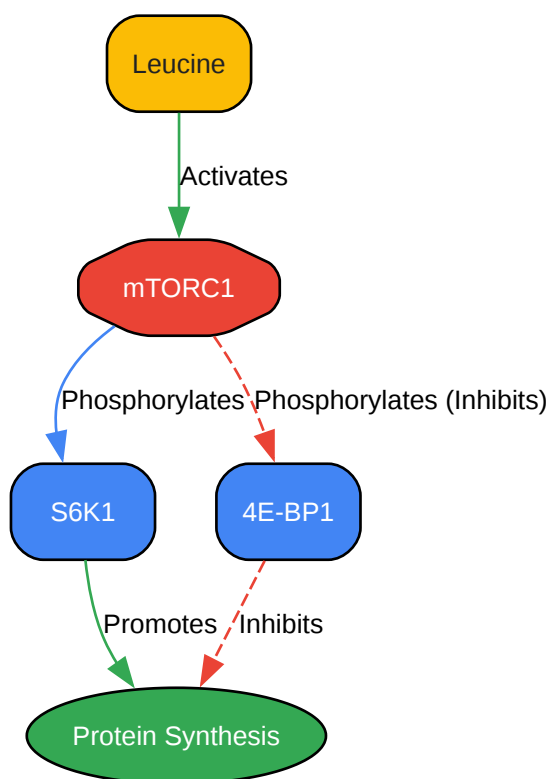 Leucine
Activates
mTORC1
Phosphorylates
Phosphorylates (Inhibits)
S6K1
4E-BP1
Promotes
Inhibits
Protein Synthesis